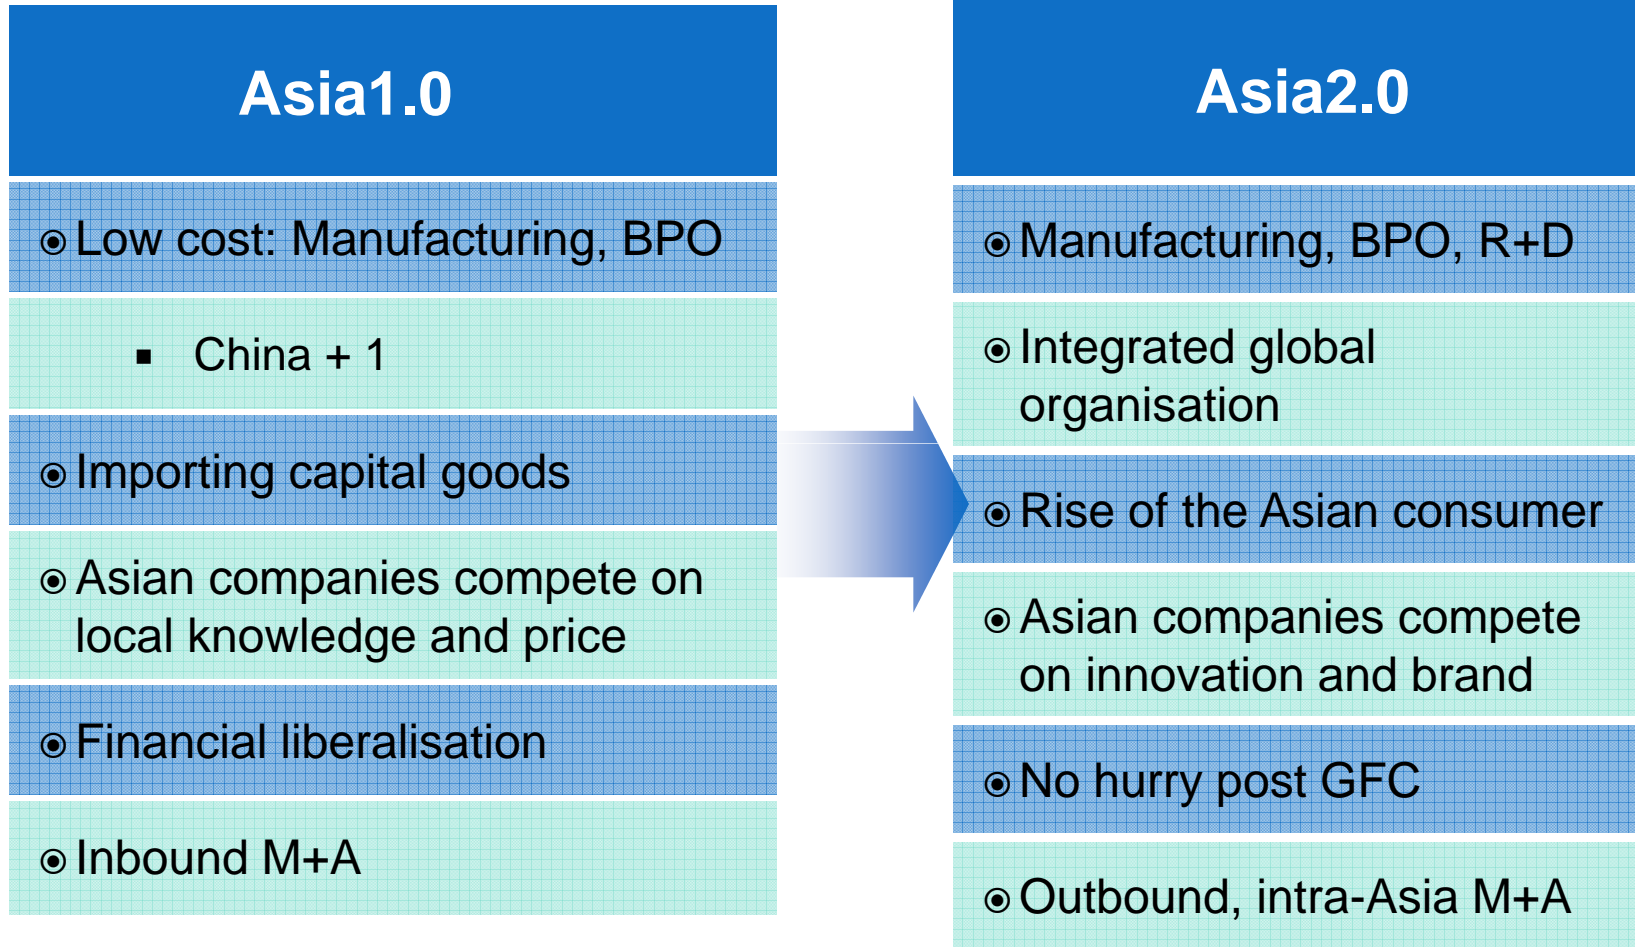 Asia1.0
Low cost: Manufacturing, BPO
China + 1
Importing capital goods
Asian companies compete on
local knowledge and price
Financial liberalisation
Inbound M+A
Asia2.0
Manufacturing, BPO, R+D
Integrated global
organisation
Rise of the Asian consumer
Asian companies compete
on innovation and brand
No hurry post GFC
Outbound, intra-Asia M+A